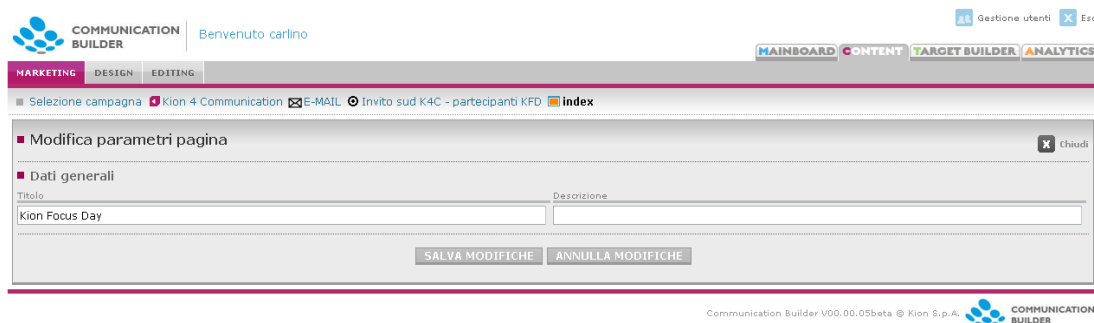 Gestione utenti X Esc
COMMUNICATION
BUILDER
Benvenuto carlino
MAINBOARD CONTENT TARGET BUILDER ANALYTICS
MARKETING DESIGN EDITING
Selezione campagna Kion 4 Communication E-MAIL Invito sud K4C - partecipanti KFD index
Modifica parametri pagina
X Chiudi
Dati generali
Titolo Descrizione
Kion Focus Day
SALVA MODIFICHE ANNULLA MODIFICHE
Communication Builder V00.00.05beta @ Kion S.p.A.
COMMUNICATION
BUILDER